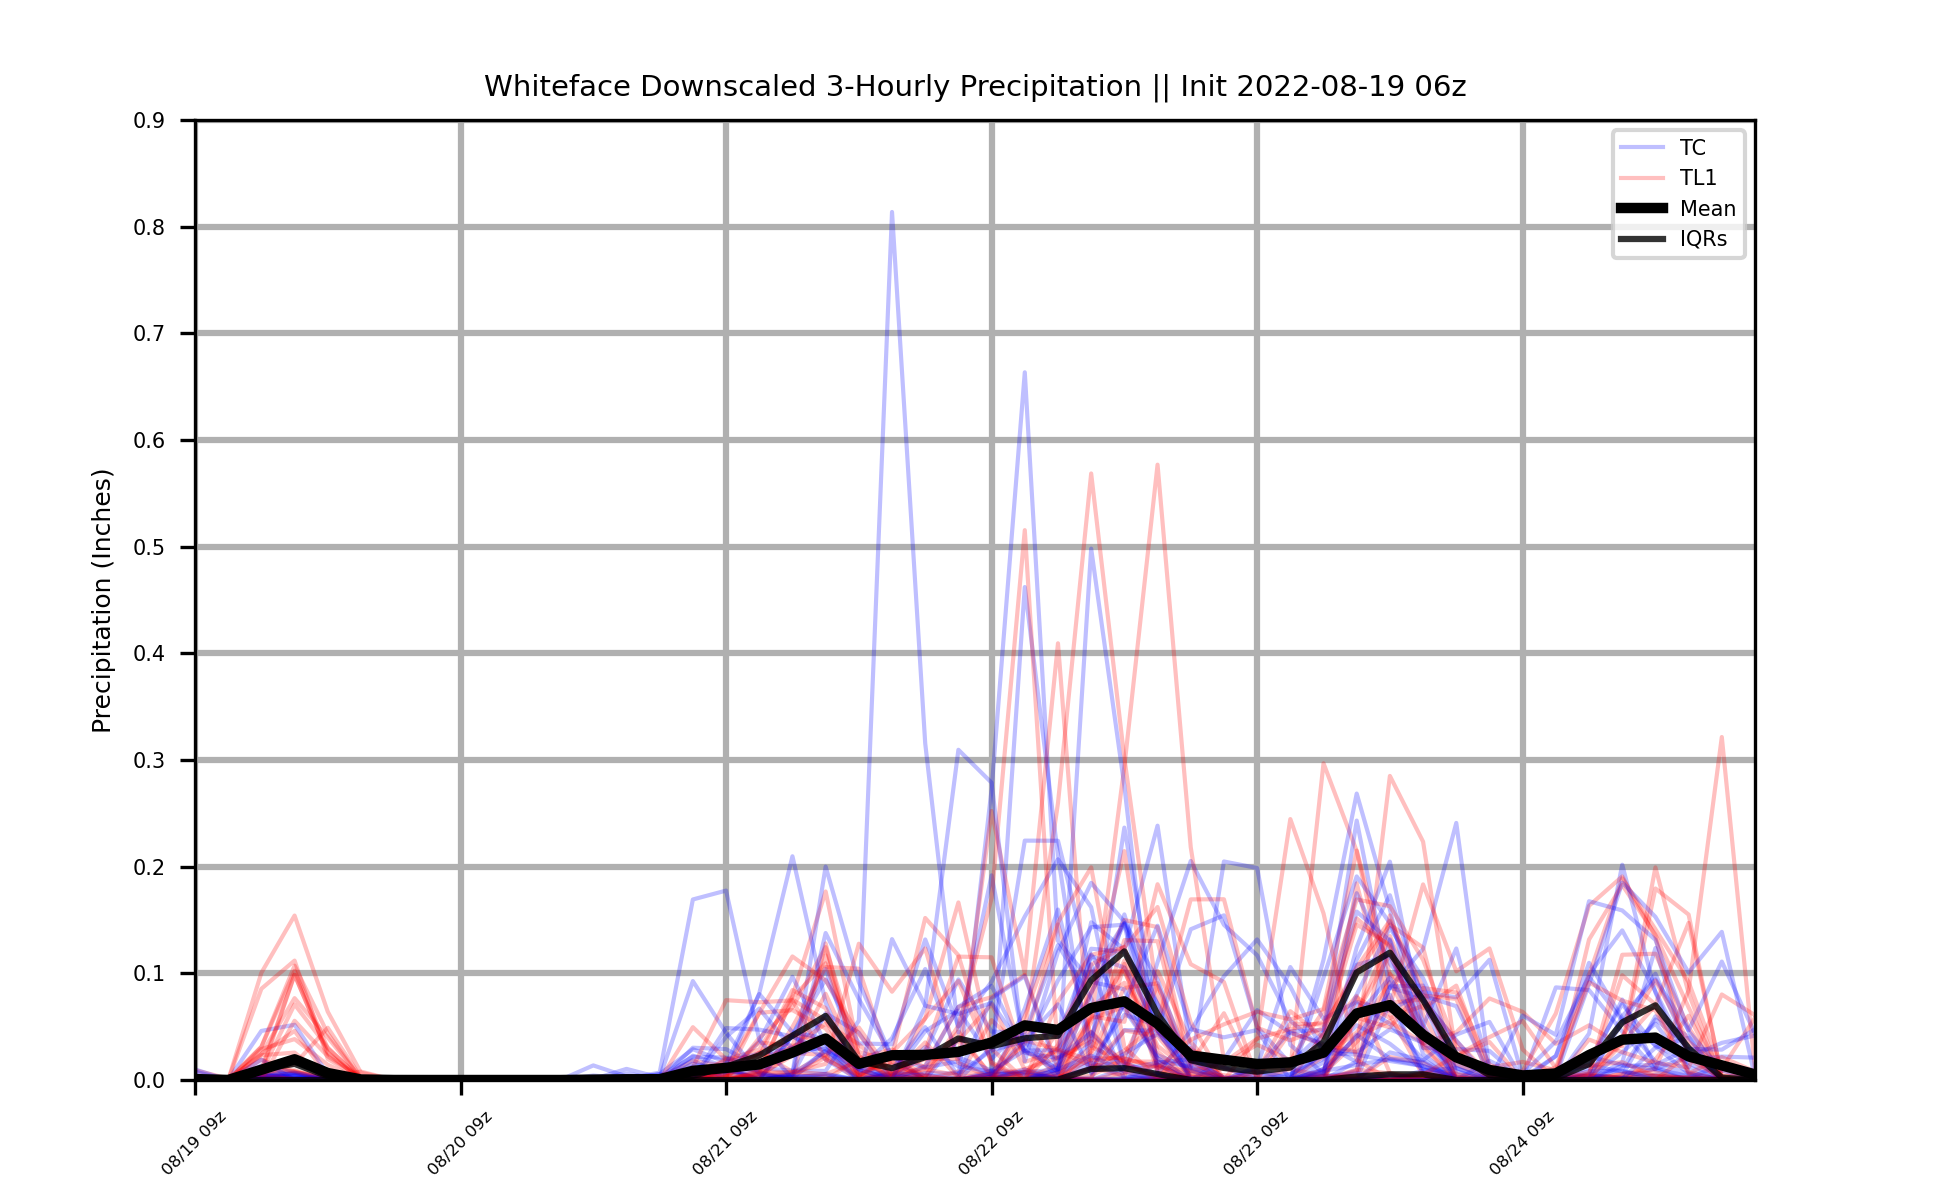 Whiteface Downscaled 3-Hourly Precipitation || Init 2022-08-19 06z
0.9
0.8
0.7
0.6
0.5
0.4
0.3
0.2
0.1
0.0
Precipitation (Inches)
TC
TL1
Mean
IQRs
08/19 09z
08/20 09z
08/21 09z
08/22 09z
08/23 09z
08/24 09z